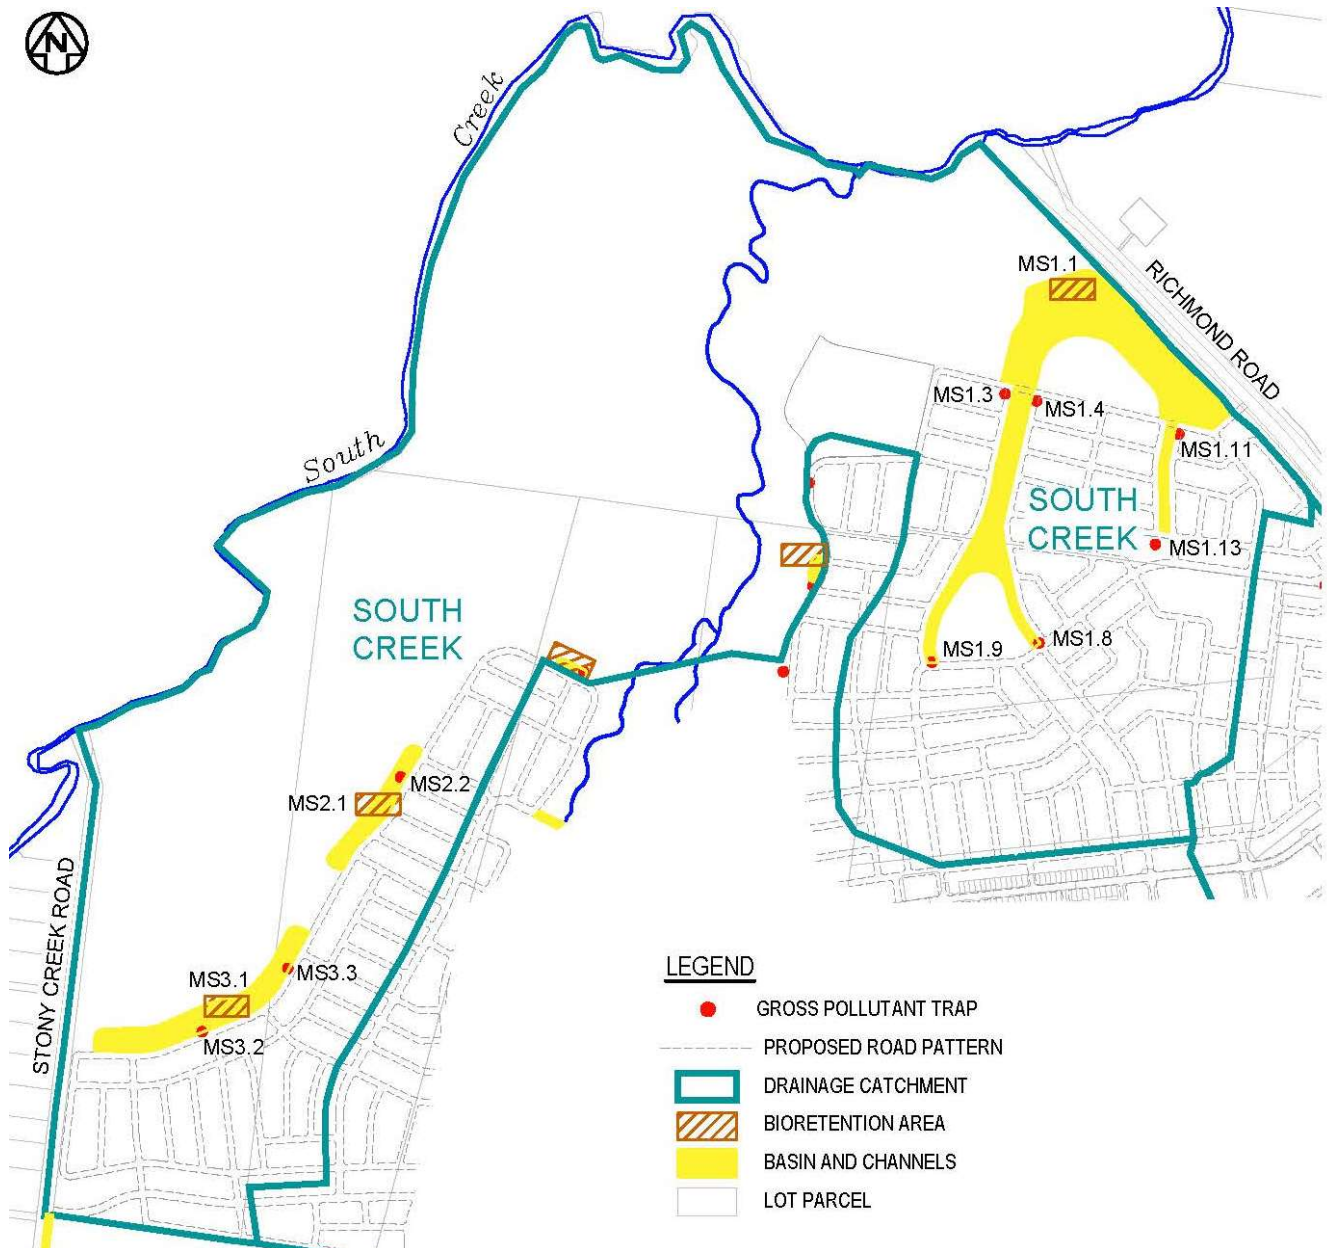 N
Creek
South
MS1.1
RICHMOND ROAD
MS1.3
MS1.4
MS1.11
SOUTH
CREEK
MS1.13
MS1.9
MS1.8
SOUTH
CREEK
MS2.2
MS2.1
STONY CREEK ROAD
MS3.1
MS3.3
MS3.2
LEGEND
GROSS POLLUTANT TRAP
PROPOSED ROAD PATTERN
DRAINAGE CATCHMENT
BIORETENTION AREA
BASIN AND CHANNELS
LOT PARCEL